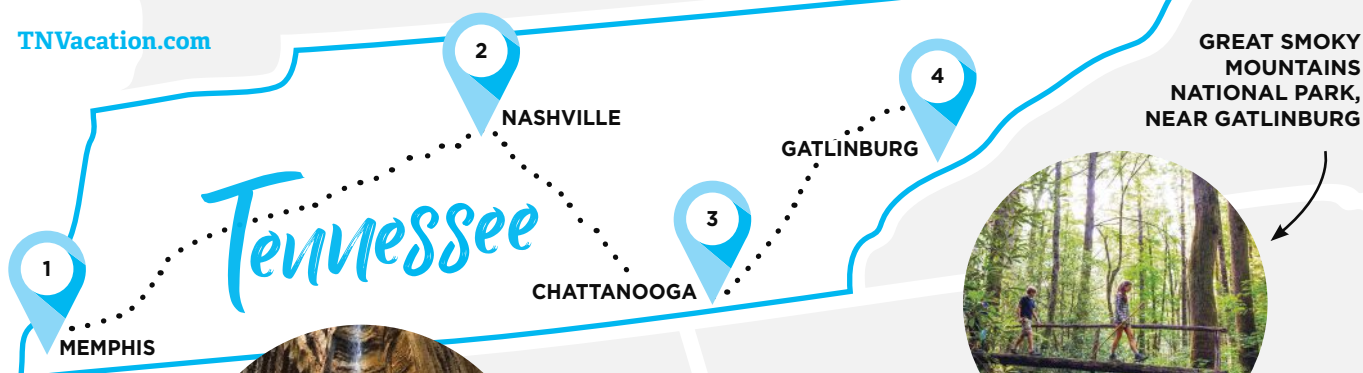 TNVacation.com
2
NASHVILLE
4
GATLINBURG
GREAT SMOKY
MOUNTAINS
NATIONAL PARK,
NEAR GATLINBURG
Tennessee
3
CHATTANOOGA
1
MEMPHIS